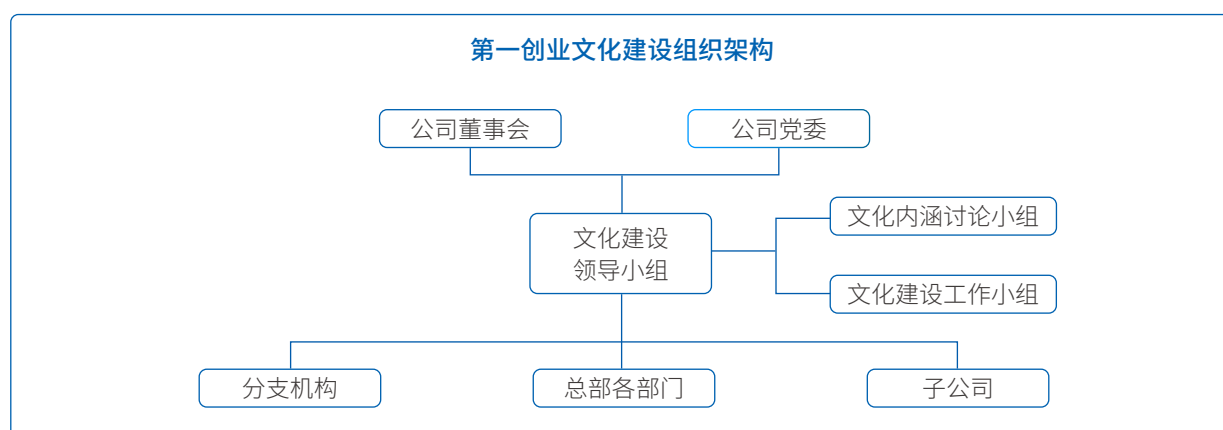 第一创业文化建设组织架构
公司董事会
公司党委
文化建设
领导小组
文化内涵讨论小组
文化建设工作小组
分支机构
总部各部门
子公司